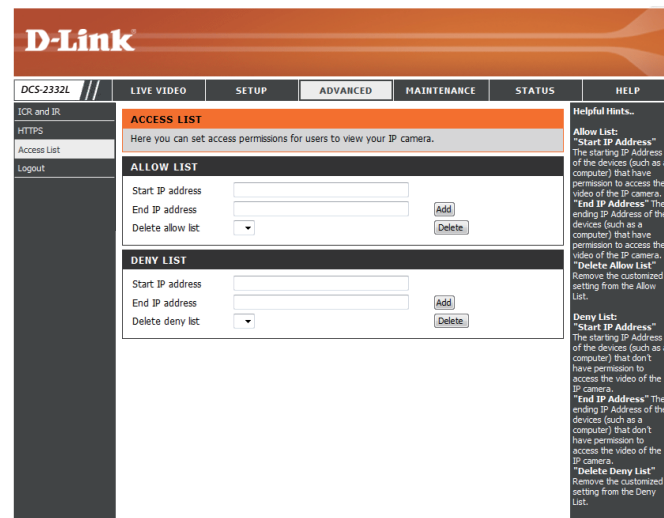 D-Link
DCS-2332L
LIVE VIDEO
SETUP
ADVANCED
MAINTENANCE
STATUS
HELP
ICR and IR
HTTPS
Access List
Logout
ACCESS LIST
Here you can set access permissions for users to view your IP camera.
ALLOW LIST
Start IP address
End IP address
Add
Delete allow list
Delete
DENY LIST
Start IP address
End IP address
Add
Delete deny list
Delete
Helpful Hints..
Allow List:
"Start IP Address"
The starting IP Address
of the devices (such as a
computer) that have
permission to access the
video of the IP camera.
"End IP Address" The
ending IP Address of the
devices (such as a
computer) that have
permission to access the
video of the IP camera.
"Delete Allow List"
Remove the customized
setting from the Allow
List.
Deny List:
"Start IP Address"
The starting IP Address
of the devices (such as a
computer) that don't
have permission to
access the video of the
IP camera.
"End IP Address" The
ending IP Address of the
devices (such as a
computer) that don't
have permission to
access the video of the
IP camera.
"Delete Deny List"
Remove the customized
setting from the Deny
List.